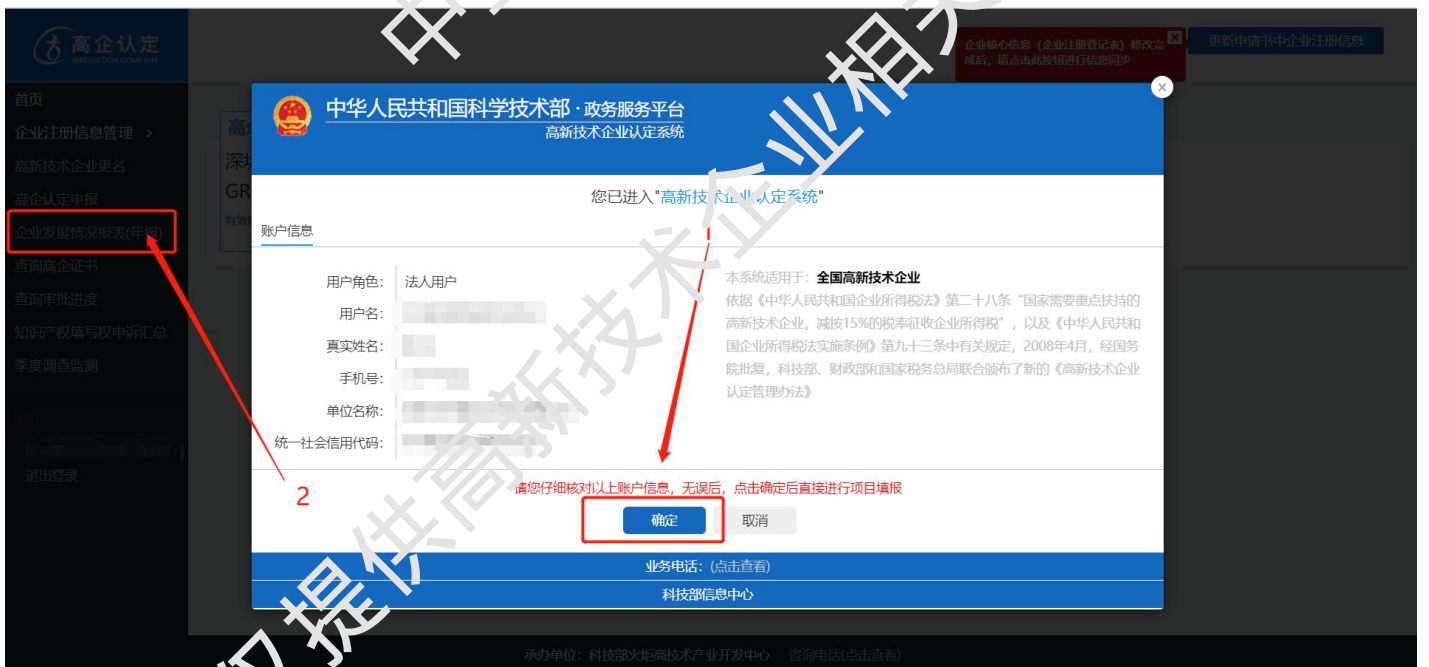 高企认定
INNOVATION COMPANY
企业核心信息（企业注册登记表）修改完
成后，请点击此按钮进行信息同步
更新申请书中企业注册信息
首页
企业注册信息管理 >
高新技术企业更名
高企认定申报
企业发展情况报表(年报)
查询高企证书
查询审批进度
知识产权填写权申诉汇总
季度调查监测
退出登录
高
深圳
GR
有效
中华人民共和国科学技术部 · 政务服务平台
高新技术企业认定系统
您已进入"高新技术企业认定系统"
账户信息
用户角色： 法人用户
用户名：
真实姓名：
手机号：
单位名称：
统一社会信用代码：
本系统适用于：全国高新技术企业
依据《中华人民共和国企业所得税法》第二十八条“国家需要重点扶持的
高新技术企业，减按15%的税率征收企业所得税”，以及《中华人民共和
国企业所得税法实施条例》第九十三条中有关规定，2008年4月，经国务
院批复，科技部、财政部和国家税务总局联合颁布了新的《高新技术企业
认定管理办法》
1
2
请您仔细核对以上账户信息，无误后，点击确定后直接进行项目填报
确定
取消
业务电话：(点击查看)
科技部信息中心
承办单位：科技部火炬高技术产业开发中心 咨询电话(点击查看)
提供高新技术企业相关